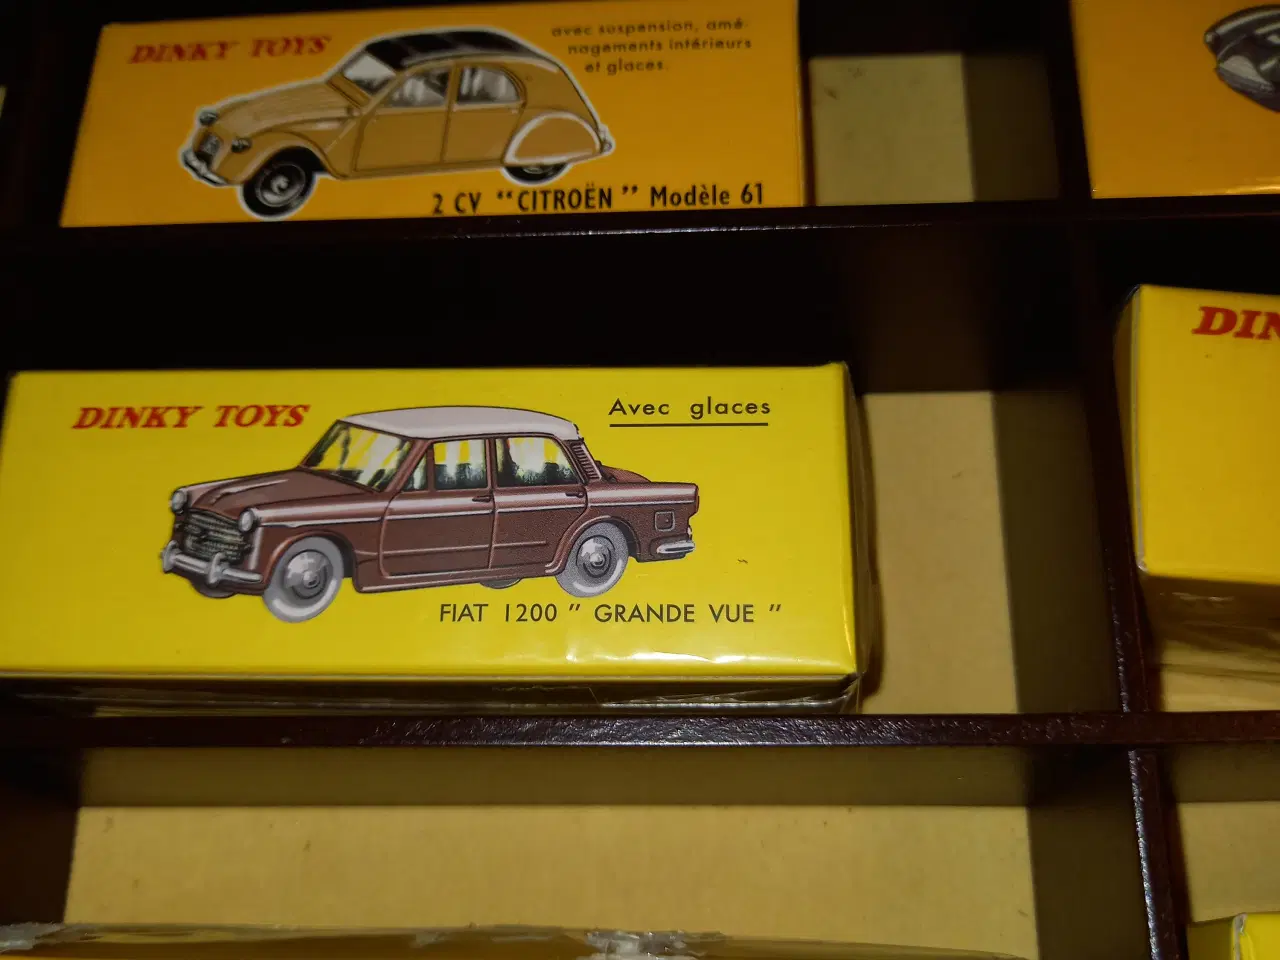 DINKY TOYS
avec suspension, amé-
nagements intérieurs
et glaces.
2 CV "CITROËN" Modèle 61
DIN
DINKY TOYS
Avec glaces
FIAT 1200 " GRANDE VUE "